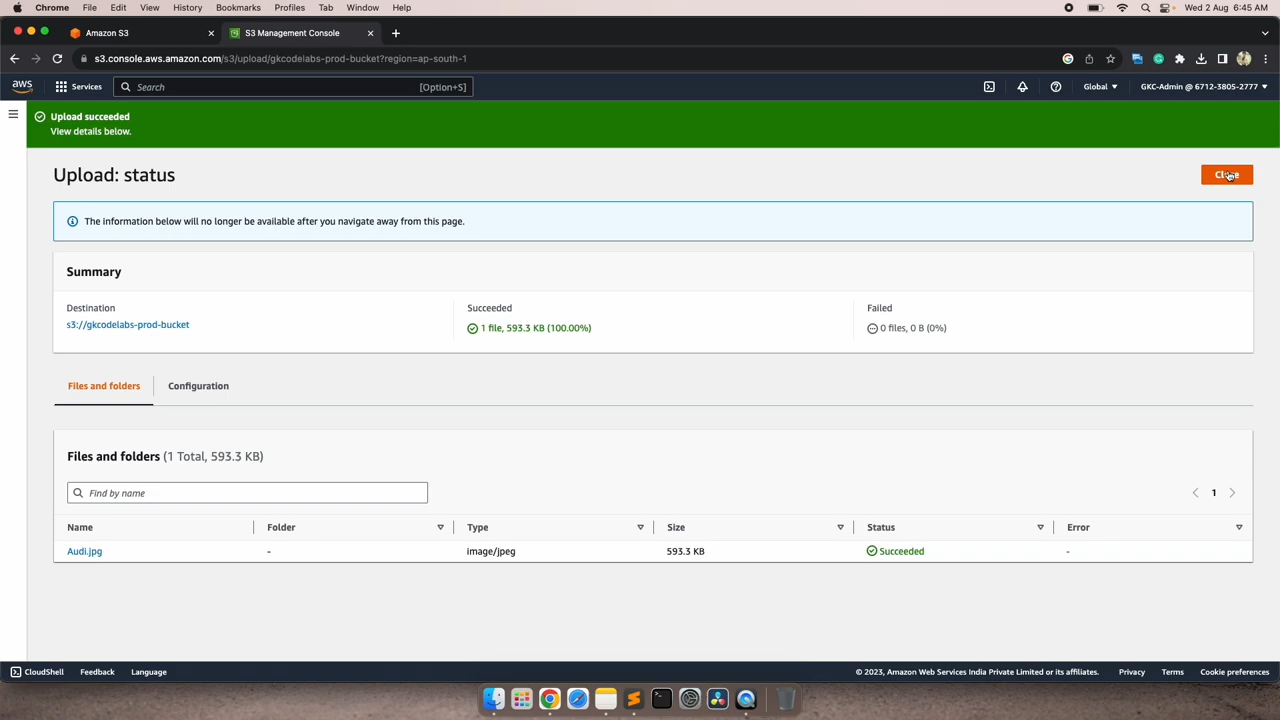 Chrome File Edit View History Bookmarks Profiles Tab Window Help Wed 2 Aug 6:45 AM
Amazon S3 S3 Management Console
s3.console.aws.amazon.com/s3/upload/gkcodelabs-prod-bucket?region=ap-south-1
aws Services Search [Option+S] Global GKC-Admin @ 6712-3805-2777
Upload succeeded
View details below.
Upload: status Close
The information below will no longer be available after you navigate away from this page.
Summary
Destination Succeeded Failed
s3://gkcodelabs-prod-bucket 1 file, 593.3 KB (100.00%) 0 files, 0 B (0%)
Files and folders Configuration
Files and folders (1 Total, 593.3 KB)
Find by name 1
Name Folder Type Size Status Error
Audi.jpg - image/jpeg 593.3 KB Succeeded -
CloudShell Feedback Language © 2023, Amazon Web Services India Private Limited or its affiliates. Privacy Terms Cookie preferences